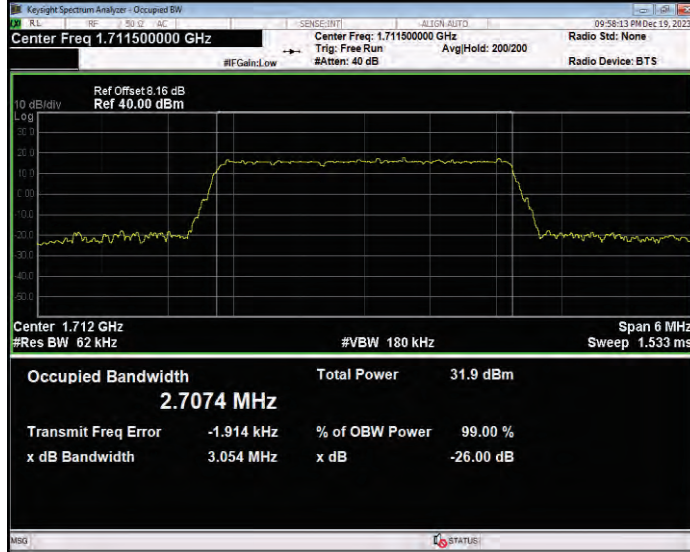 Keysight Spectrum Analyzer - Occupied BW
RL RF 50 Ω AC SENSE:INT ALIGN AUTO 09:58:13 PM Dec 19, 2023
Center Freq 1.711500000 GHz Center Freq: 1.711500000 GHz Radio Std: None
Trig: Free Run Avg|Hold: 200/200
#IFGain:Low #Atten: 40 dB Radio Device: BTS
Ref Offset 8.16 dB
10 dB/div Ref 40.00 dBm
Log
30.0
20.0
10.0
0.00
-10.0
-20.0
-30.0
-40.0
-50.0
Center 1.712 GHz Span 6 MHz
#Res BW 62 kHz #VBW 180 kHz Sweep 1.533 ms
Occupied Bandwidth Total Power 31.9 dBm
2.7074 MHz
Transmit Freq Error -1.914 kHz % of OBW Power 99.00 %
x dB Bandwidth 3.054 MHz x dB -26.00 dB
MSG STATUS